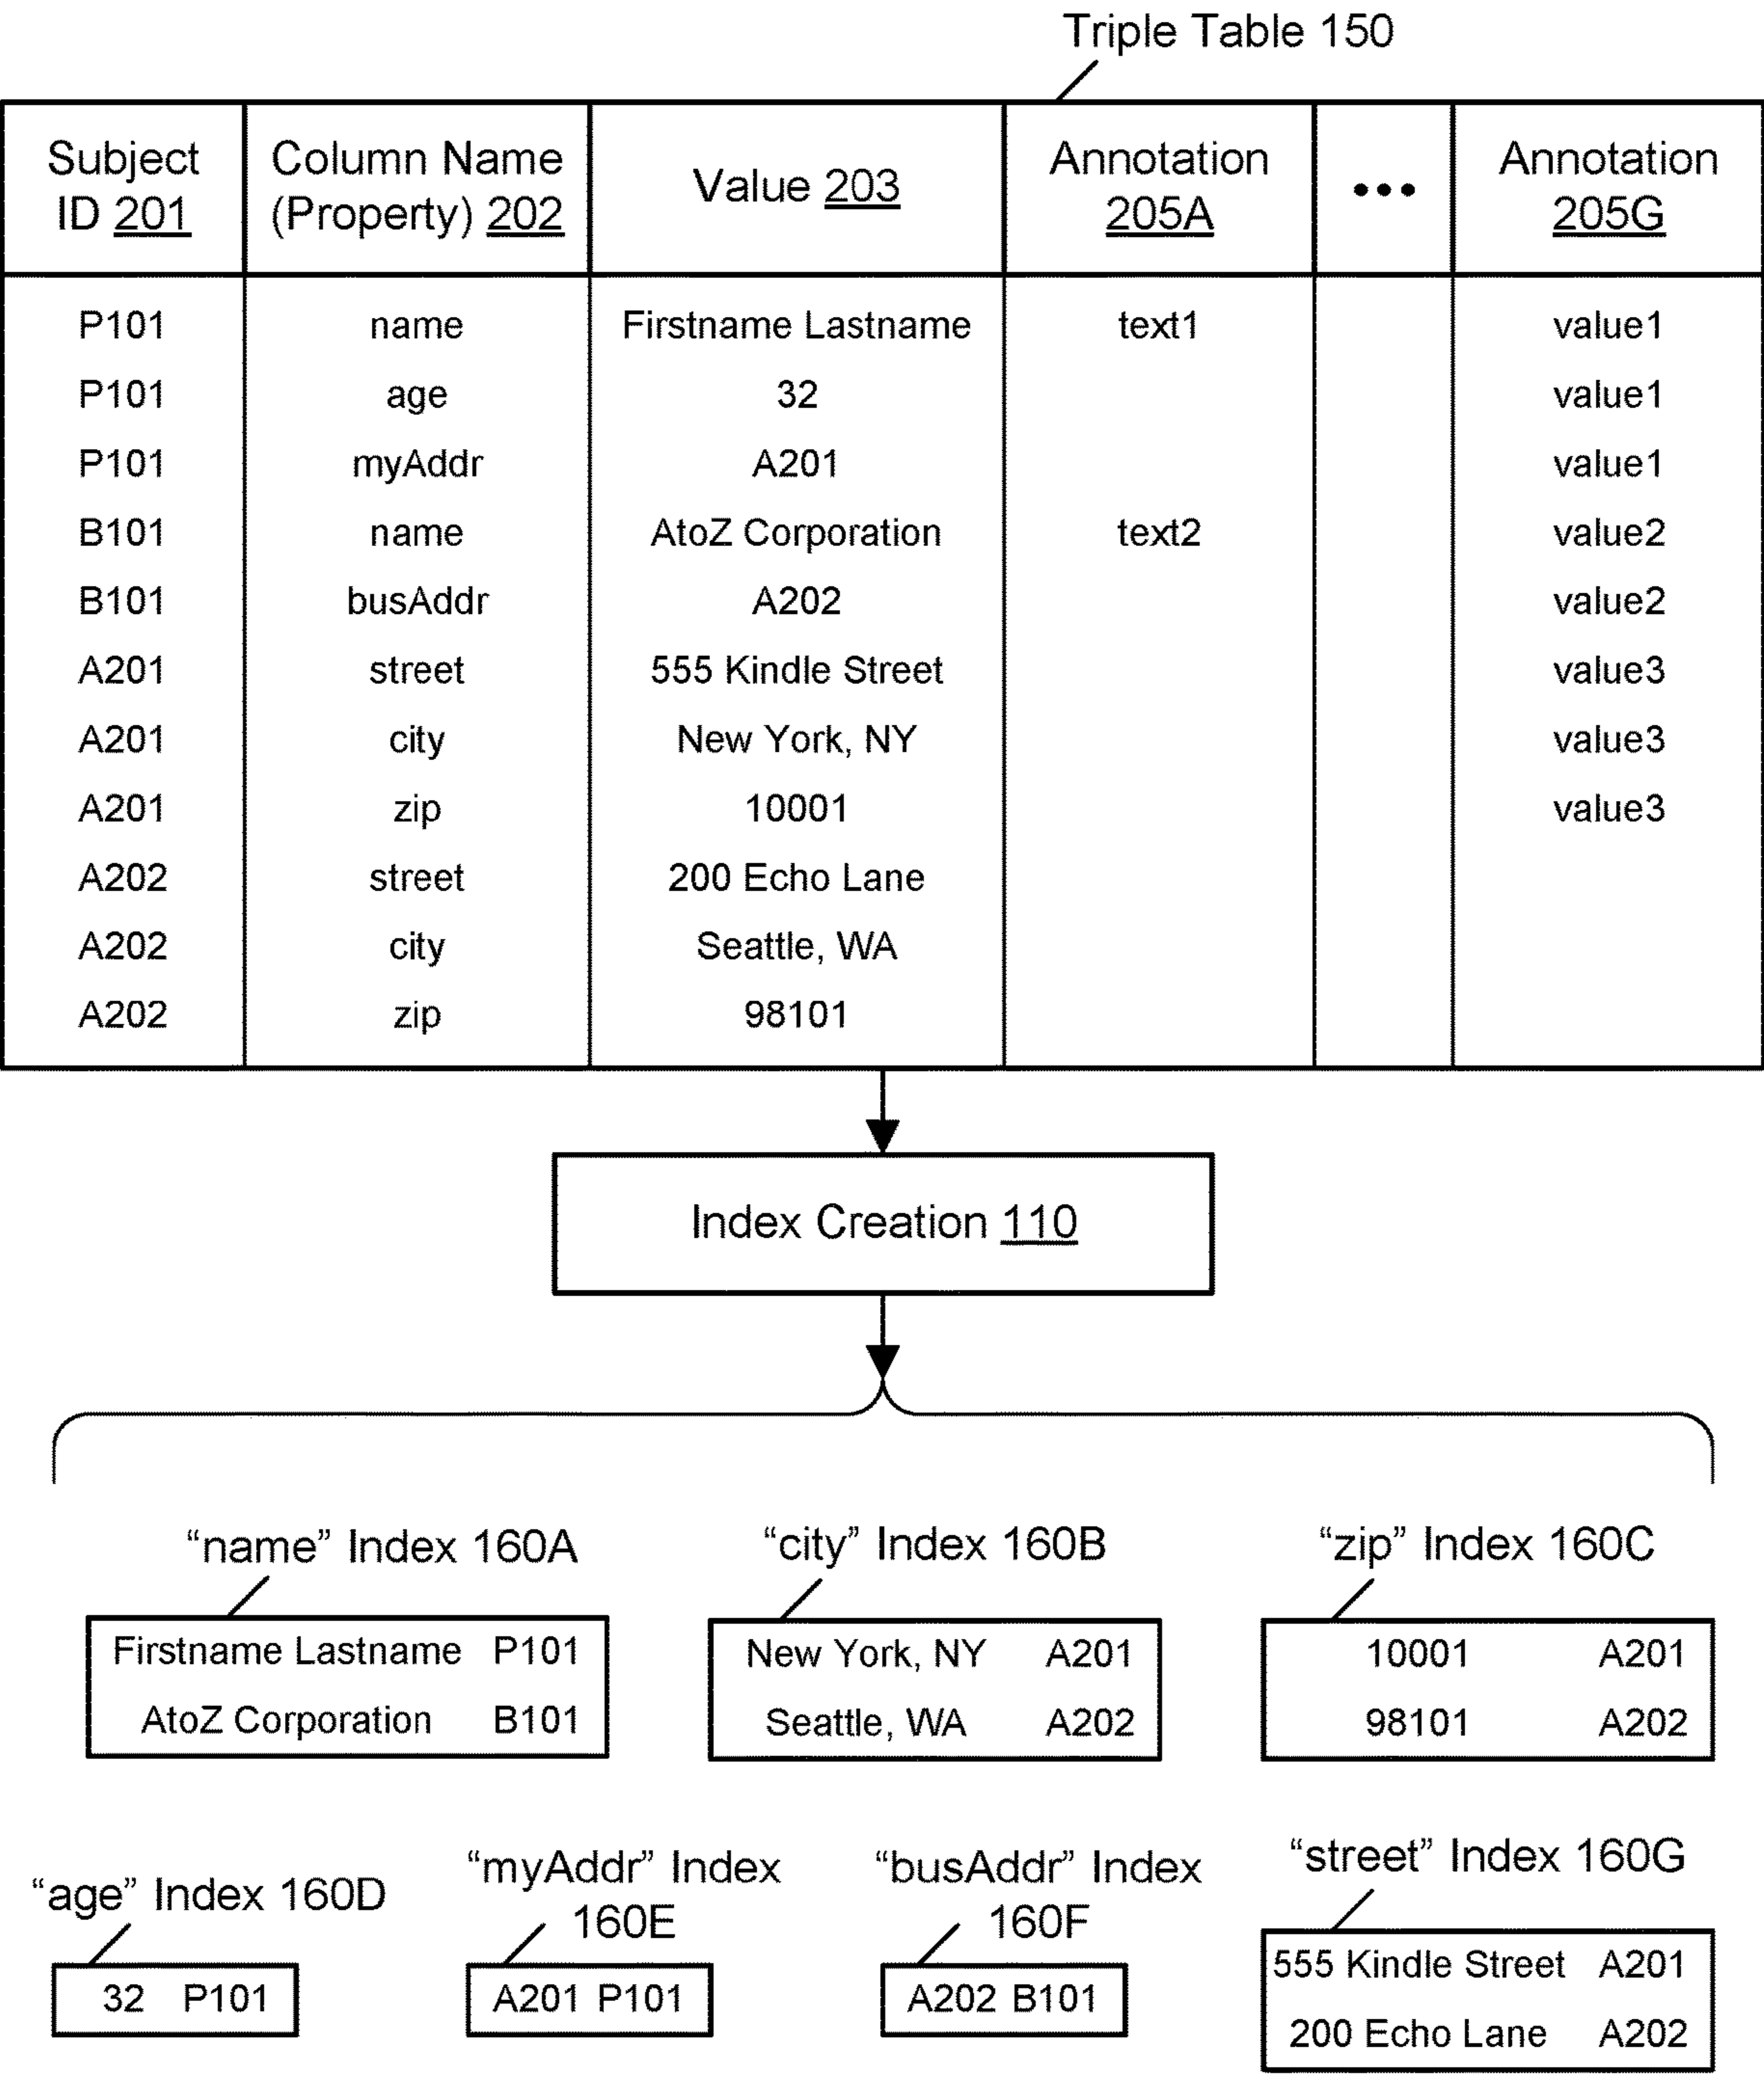 Triple Table 150
Subject ID 201 Column Name (Property) 202 Value 203 Annotation 205A ••• Annotation 205G
P101 name Firstname Lastname text1 value1
P101 age 32 value1
P101 myAddr A201 value1
B101 name AtoZ Corporation text2 value2
B101 busAddr A202 value2
A201 street 555 Kindle Street value3
A201 city New York, NY value3
A201 zip 10001 value3
A202 street 200 Echo Lane
A202 city Seattle, WA
A202 zip 98101
Index Creation 110
“name” Index 160A
Firstname Lastname P101
AtoZ Corporation B101
“city” Index 160B
New York, NY A201
Seattle, WA A202
“zip” Index 160C
10001 A201
98101 A202
“age” Index 160D
32 P101
“myAddr” Index
160E
A201 P101
“busAddr” Index
160F
A202 B101
“street” Index 160G
555 Kindle Street A201
200 Echo Lane A202